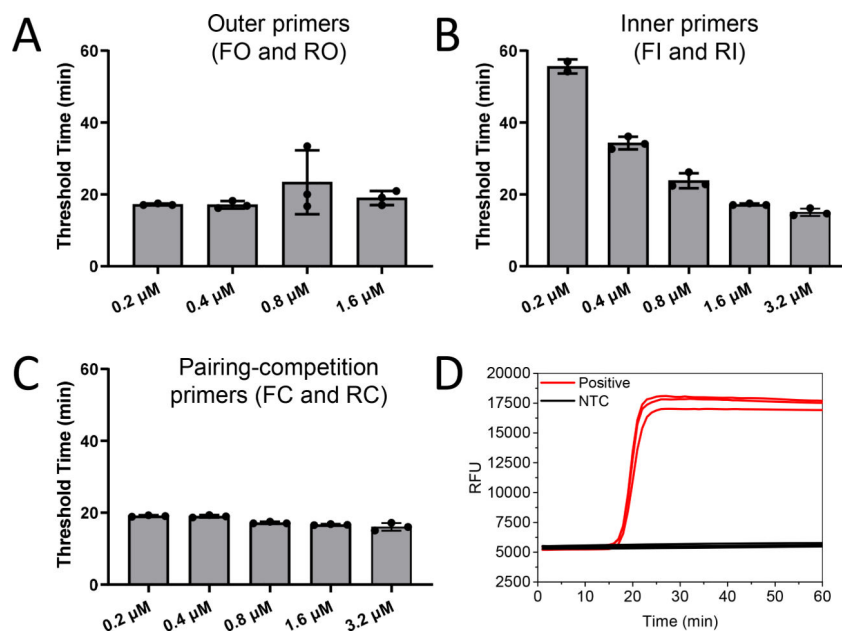 A
Outer primers
(FO and RO)
Threshold Time (min)
60
40
20
0
0.2 µM
0.4 µM
0.8 µM
1.6 µM
B
Inner primers
(FI and RI)
Threshold Time (min)
60
40
20
0
0.2 µM
0.4 µM
0.8 µM
1.6 µM
3.2 µM
C
Pairing-competition
primers (FC and RC)
Threshold Time (min)
60
40
20
0
0.2 µM
0.4 µM
0.8 µM
1.6 µM
3.2 µM
D
Positive
NTC
RFU
20000
17500
15000
12500
10000
7500
5000
2500
0
10
20
30
40
50
60
Time (min)